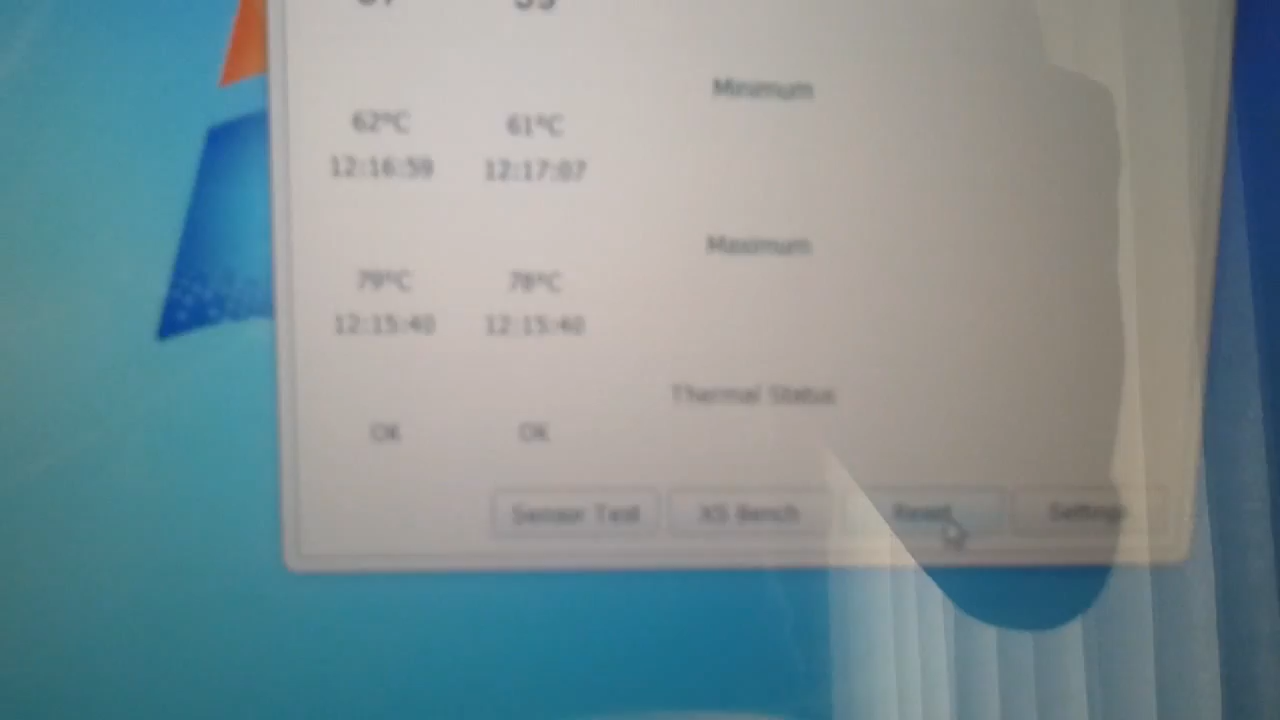 Minimum
62°C 61°C
12:16:59 12:17:07
Maximum
79°C 78°C
12:15:40 12:15:40
Thermal Status
OK OK
Sensor Test XS Bench Reset Settings